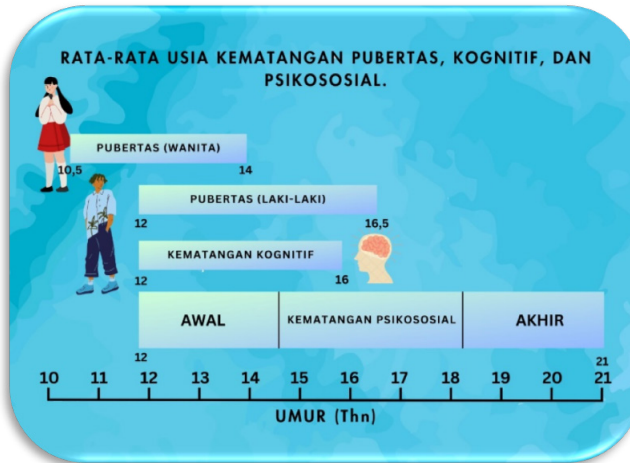 RATA-RATA USIA KEMATANGAN PUBERTAS, KOGNITIF, DAN
PSIKOSOSIAL.
PUBERTAS (WANITA)
10,5 14
PUBERTAS (LAKI-LAKI)
12 16,5
KEMATANGAN KOGNITIF
12 16
AWAL KEMATANGAN PSIKOSOSIAL AKHIR
12 21
10 11 12 13 14 15 16 17 18 19 20 21
UMUR (Thn)